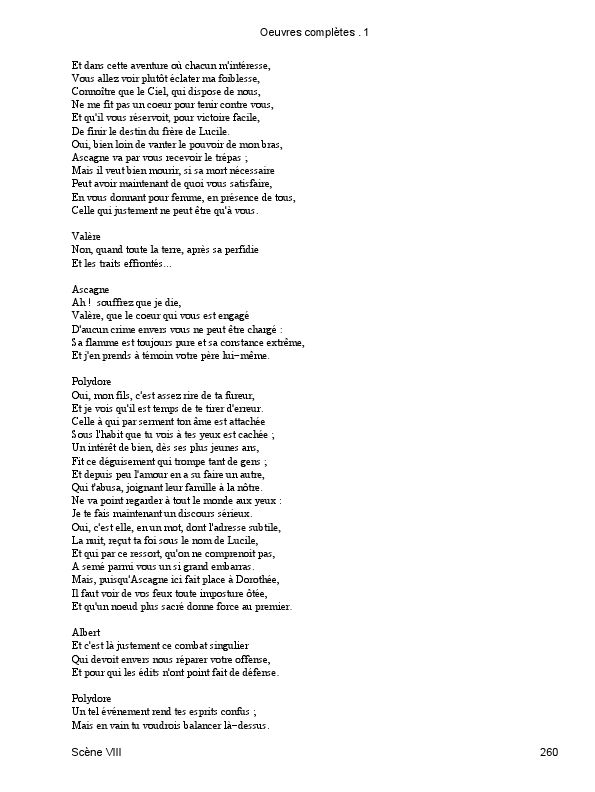 Oeuvres complètes . 1
Et dans cette aventure où chacun m'intéresse,
Vous allez voir plutôt éclater ma foiblesse,
Connoître que le Ciel, qui dispose de nous,
Ne me fit pas un coeur pour tenir contre vous,
Et qu'il vous réservoit, pour victoire facile,
De finir le destin du frère de Lucile.
Oui, bien loin de vanter le pouvoir de mon bras,
Ascagne va par vous recevoir le trépas ;
Mais il veut bien mourir, si sa mort nécessaire
Peut avoir maintenant de quoi vous satisfaire,
En vous donnant pour femme, en présence de tous,
Celle qui justement ne peut être qu'à vous.
Valère
Non, quand toute la terre, après sa perfidie
Et les traits effrontés...
Ascagne
Ah ! souffrez que je die,
Valère, que le coeur qui vous est engagé
D'aucun crime envers vous ne peut être chargé :
Sa flamme est toujours pure et sa constance extrême,
Et j'en prends à témoin votre père lui−même.
Polydore
Oui, mon fils, c'est assez rire de ta fureur,
Et je vois qu'il est temps de te tirer d'erreur.
Celle à qui par serment ton âme est attachée
Sous l'habit que tu vois à tes yeux est cachée ;
Un intérêt de bien, dès ses plus jeunes ans,
Fit ce déguisement qui trompe tant de gens ;
Et depuis peu l'amour en a su faire un autre,
Qui t'abusa, joignant leur famille à la nôtre.
Ne va point regarder à tout le monde aux yeux :
Je te fais maintenant un discours sérieux.
Oui, c'est elle, en un mot, dont l'adresse subtile,
La nuit, reçut ta foi sous le nom de Lucile,
Et qui par ce ressort, qu'on ne comprenoit pas,
A semé parmi vous un si grand embarras.
Mais, puisqu'Ascagne ici fait place à Dorothée,
Il faut voir de vos feux toute imposture ôtée,
Et qu'un noeud plus sacré donne force au premier.
Albert
Et c'est là justement ce combat singulier
Qui devoit envers nous réparer votre offense,
Et pour qui les édits n'ont point fait de défense.
Polydore
Un tel événement rend tes esprits confus ;
Mais en vain tu voudrois balancer là−dessus.
Scène VIII 260